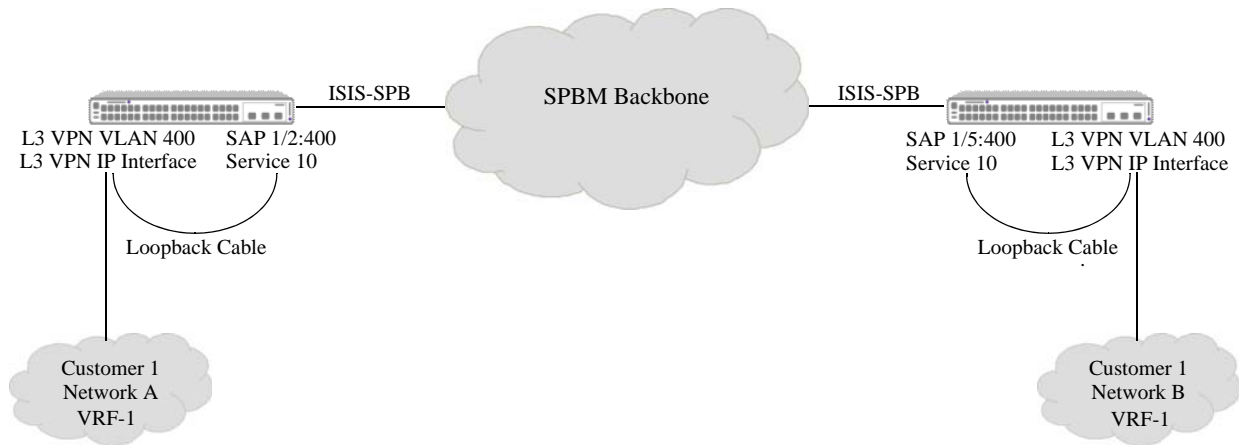 SPBM Backbone
ISIS-SPB
ISIS-SPB
L3 VPN VLAN 400
L3 VPN IP Interface
SAP 1/2:400
Service 10
SAP 1/5:400
Service 10
L3 VPN VLAN 400
L3 VPN IP Interface
Loopback Cable
Loopback Cable
Customer 1
Network A
VRF-1
Customer 1
Network B
VRF-1